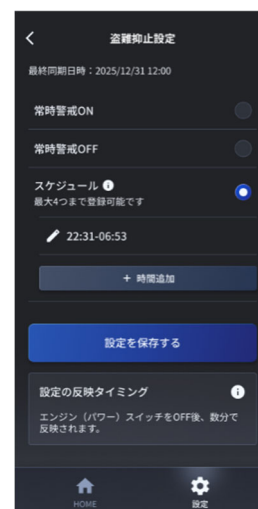 盗難抑止設定
最終同期日時：2025/12/31 12:00
常時警戒ON
常時警戒OFF
スケジュール
最大4つまで登録可能です
22:31-06:53
+ 時間追加
設定を保存する
設定の反映タイミング
エンジン（パワー）スイッチをOFF後、数分で
反映されます。
HOME
設定